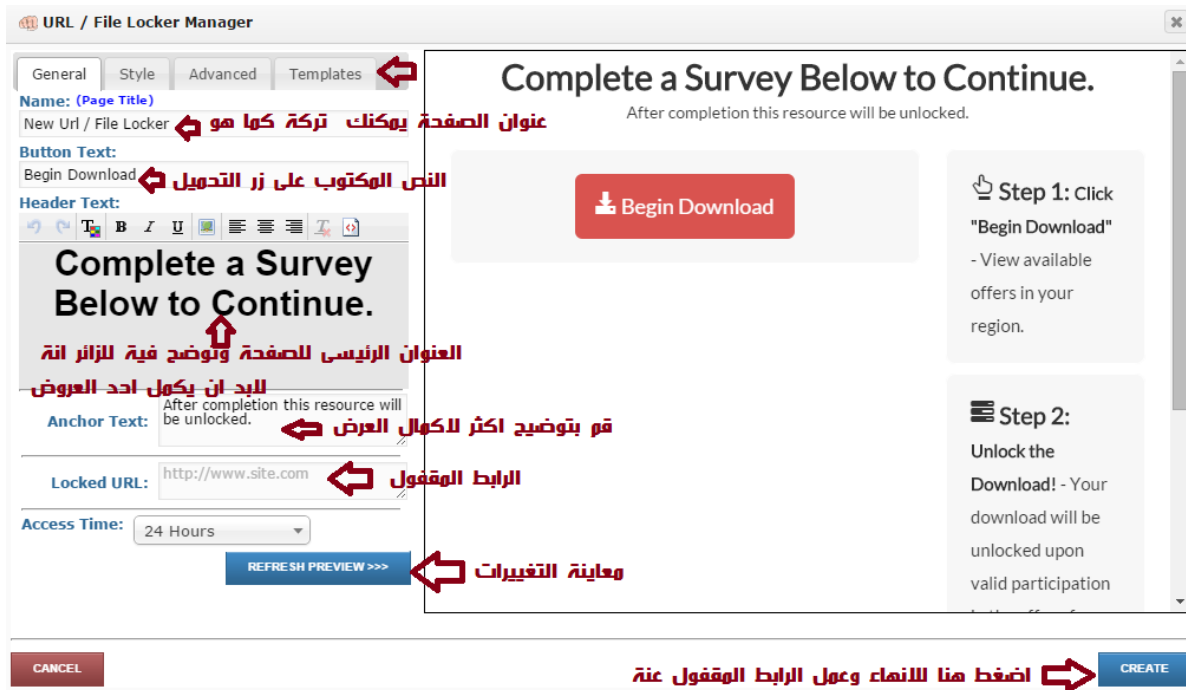 URL / File Locker Manager
General Style Advanced Templates
Name: (Page Title)
New Url / File Locker
عنوان الصفحة يمكنك تركة كما هو
Button Text:
Begin Download
النص المكتوب على زر التحميل
Header Text:
B I U
Complete a Survey
Below to Continue.
العنوان الرئيسى للصفحة وتوضح فية للزائر انة
لابد ان يكمل احد العروض
Anchor Text:
After completion this resource will
be unlocked.
قم بتوضيح اكثر لاكمال العرض
Locked URL:
http://www.site.com
الرابط المقفول
Access Time:
24 Hours
REFRESH PREVIEW >>>
معاينة التغييرات
Complete a Survey Below to Continue.
After completion this resource will be unlocked.
Begin Download
Step 1: Click
"Begin Download"
- View available
offers in your
region.
Step 2:
Unlock the
Download! - Your
download will be
unlocked upon
valid participation
CANCEL
اضغط هنا للانهاء وعمل الرابط المقفول عنة
CREATE